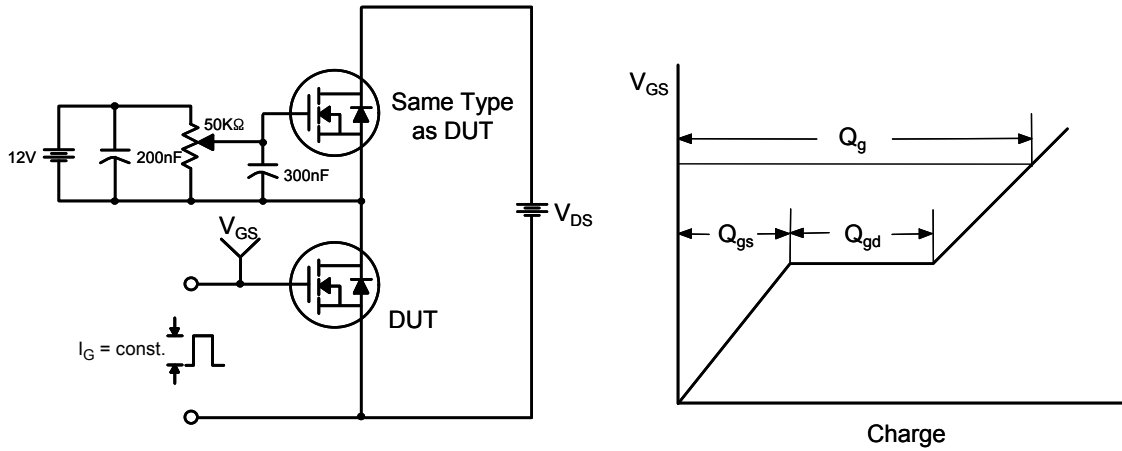 12V
200nF
50KΩ
300nF
Same Type
as DUT
V_DS
V_GS
DUT
I_G = const.
V_GS
Q_g
Q_gs
Q_gd
Charge